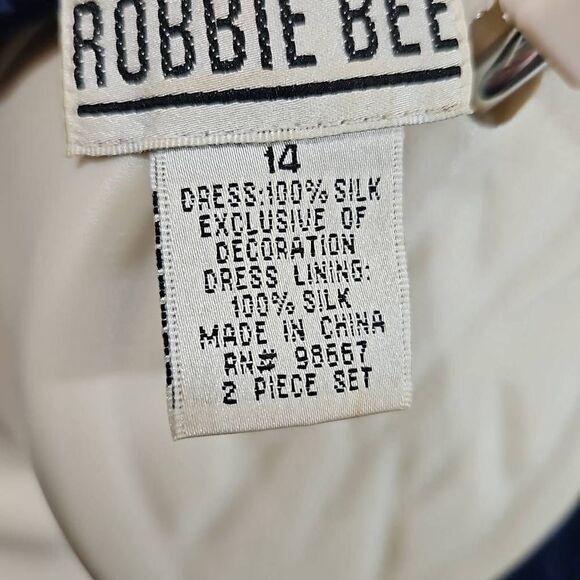 ROBBIE BEE
14
DRESS:100% SILK
EXCLUSIVE OF
DECORATION
DRESS LINING:
100% SILK
MADE IN CHINA
RN# 98667
2 PIECE SET